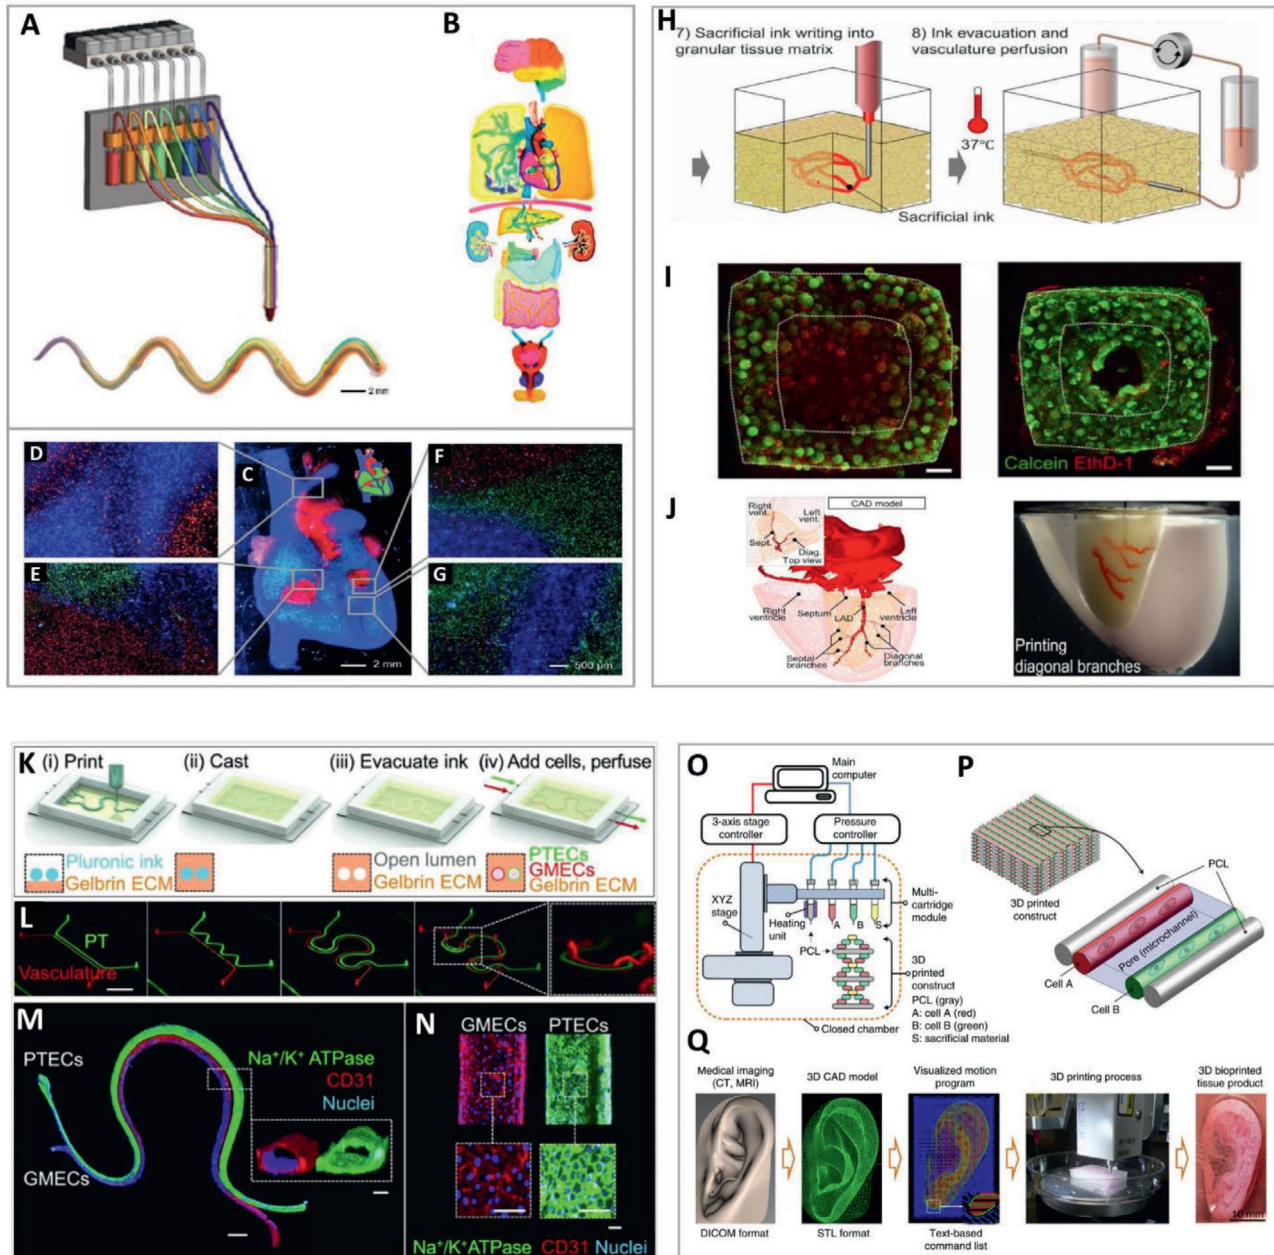 A
B
2 mm
D
C
F
E
G
2 mm
500 µm
H
7) Sacrificial ink writing into
granular tissue matrix
8) Ink evacuation and
vasculature perfusion
37°C
Sacrificial ink
I
Calcein EthD-1
J
CAD model
Right
vent.
Left
vent.
Sept.
Diag.
Top view
Right
ventricle
Septum
LAD
Left
ventricle
Septal
branches
Diagonal
branches
Printing
diagonal branches
K
(i) Print
(ii) Cast
(iii) Evacuate ink
(iv) Add cells, perfuse
Pluronic ink
Gelbrin ECM
Open lumen
Gelbrin ECM
PTECs
GMECs
Gelbrin ECM
L
PT
Vasculature
M
PTECs
Na⁺/K⁺ ATPase
CD31
Nuclei
GMECs
N
GMECs PTECs
Na⁺/K⁺ATPase CD31 Nuclei
O
Main
computer
3-axis stage
controller
Pressure
controller
XYZ
stage
Heating
unit
A B S
PCL
Multi-
cartridge
module
3D
printed
construct
PCL (gray)
A: cell A (red)
B: cell B (green)
S: sacrificial material
Closed chamber
P
3D printed
construct
PCL
Pore (microchannel)
Cell A
Cell B
Q
Medical imaging
(CT, MRI)
3D CAD model
Visualized motion
program
3D printing process
3D bioprinted
tissue product
DICOM format
STL format
Text-based
command list
10 mm